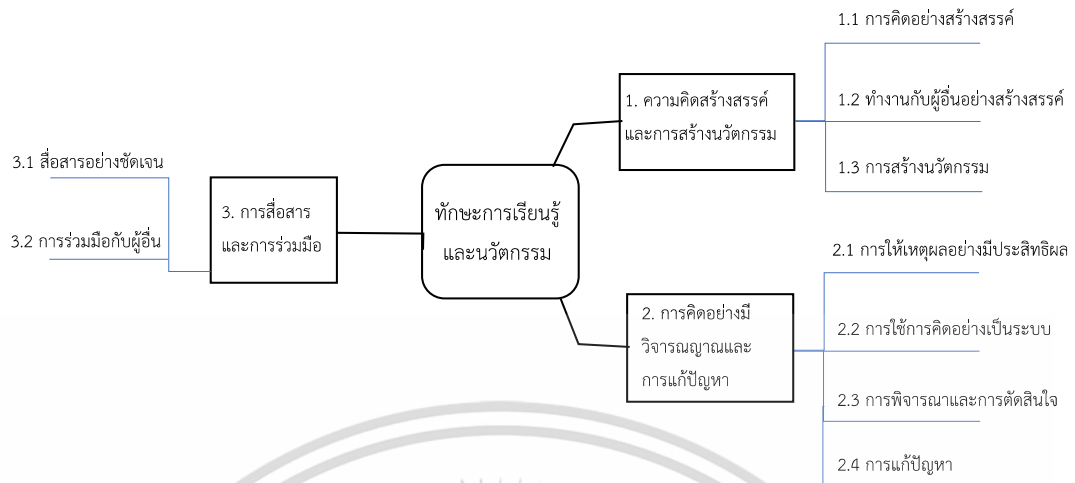 ทักษะการเรียนรู้
และนวัตกรรม
1. ความคิดสร้างสรรค์
และการสร้างนวัตกรรม
1.1 การคิดอย่างสร้างสรรค์
1.2 ทำงานกับผู้อื่นอย่างสร้างสรรค์
1.3 การสร้างนวัตกรรม
2. การคิดอย่างมี
วิจารณญาณและ
การแก้ปัญหา
2.1 การให้เหตุผลอย่างมีประสิทธิผล
2.2 การใช้การคิดอย่างเป็นระบบ
2.3 การพิจารณาและการตัดสินใจ
2.4 การแก้ปัญหา
3. การสื่อสาร
และการร่วมมือ
3.1 สื่อสารอย่างชัดเจน
3.2 การร่วมมือกับผู้อื่น